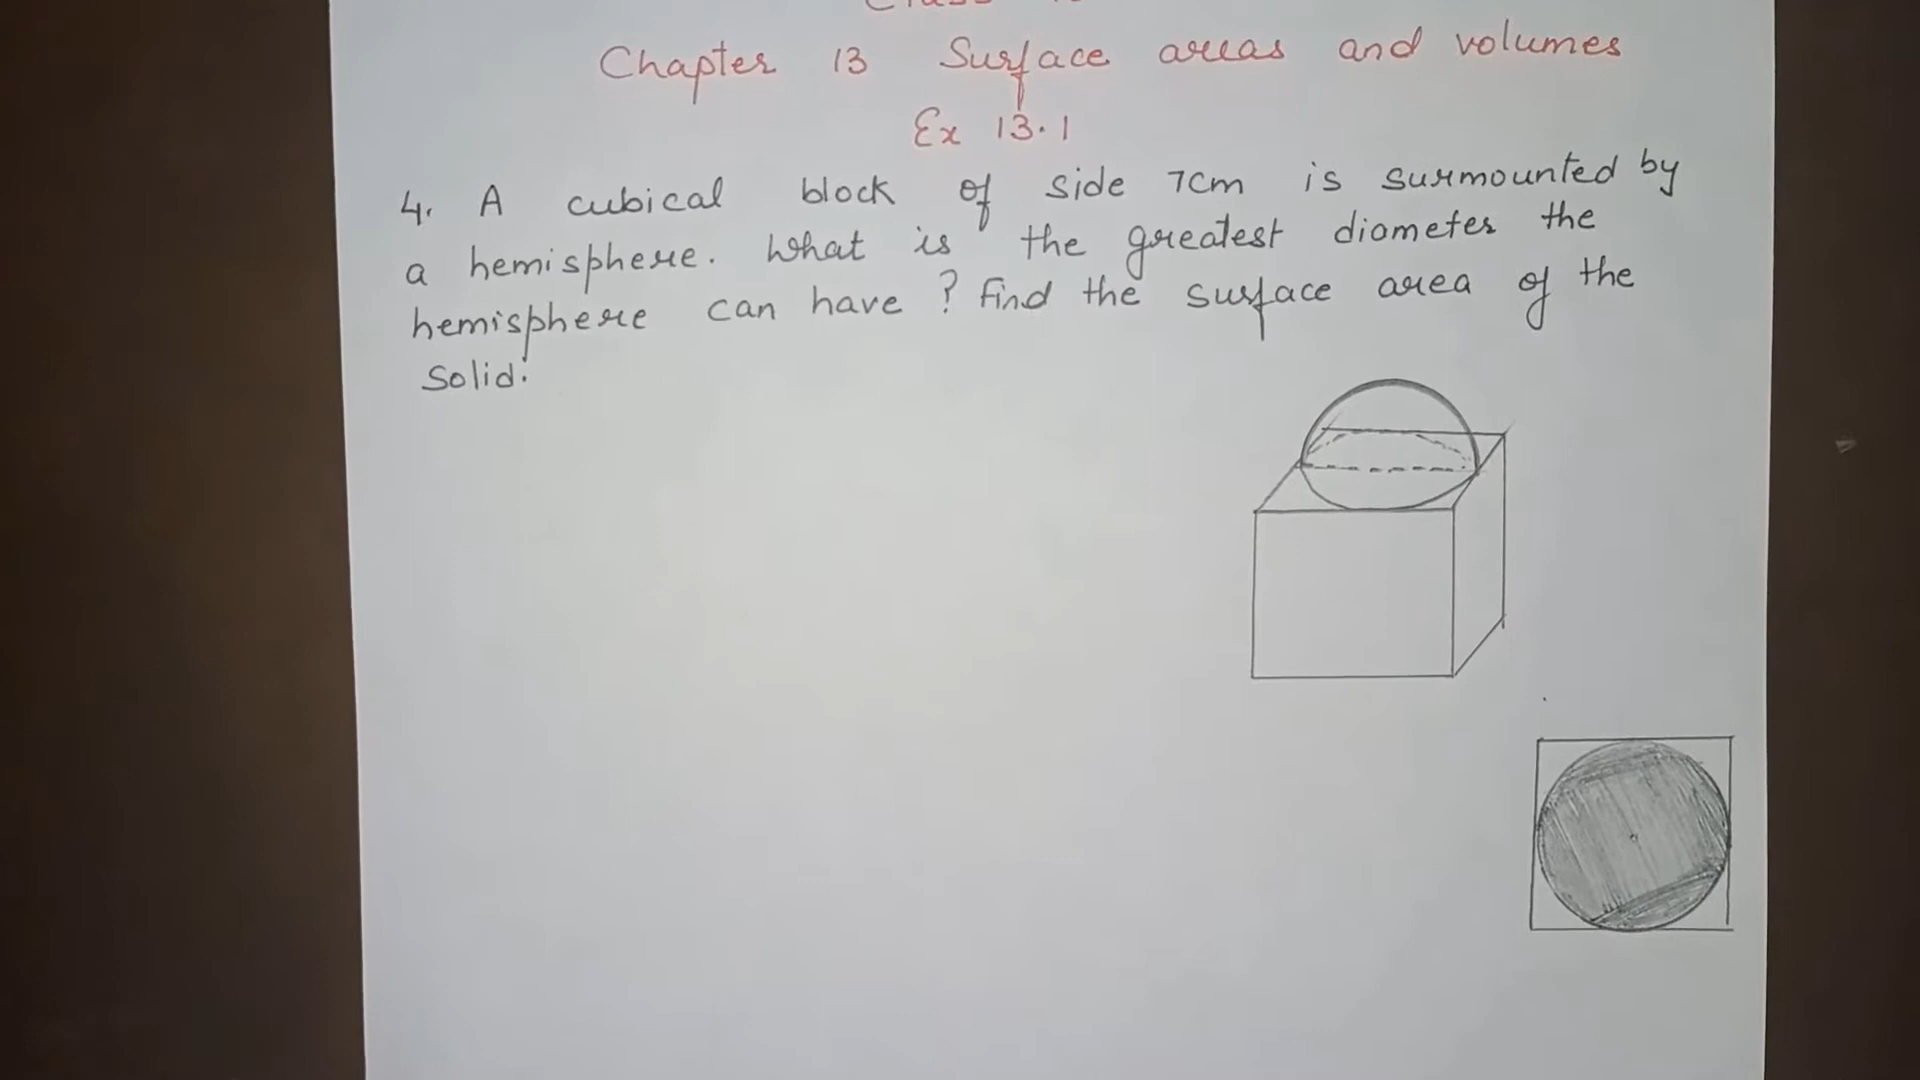 Chapter 13 Surface areas and volumes
Ex 13.1
4. A cubical block of side 7cm is surmounted by
a hemisphere. What is the greatest diameter the
hemisphere can have? Find the surface area of the
Solid.